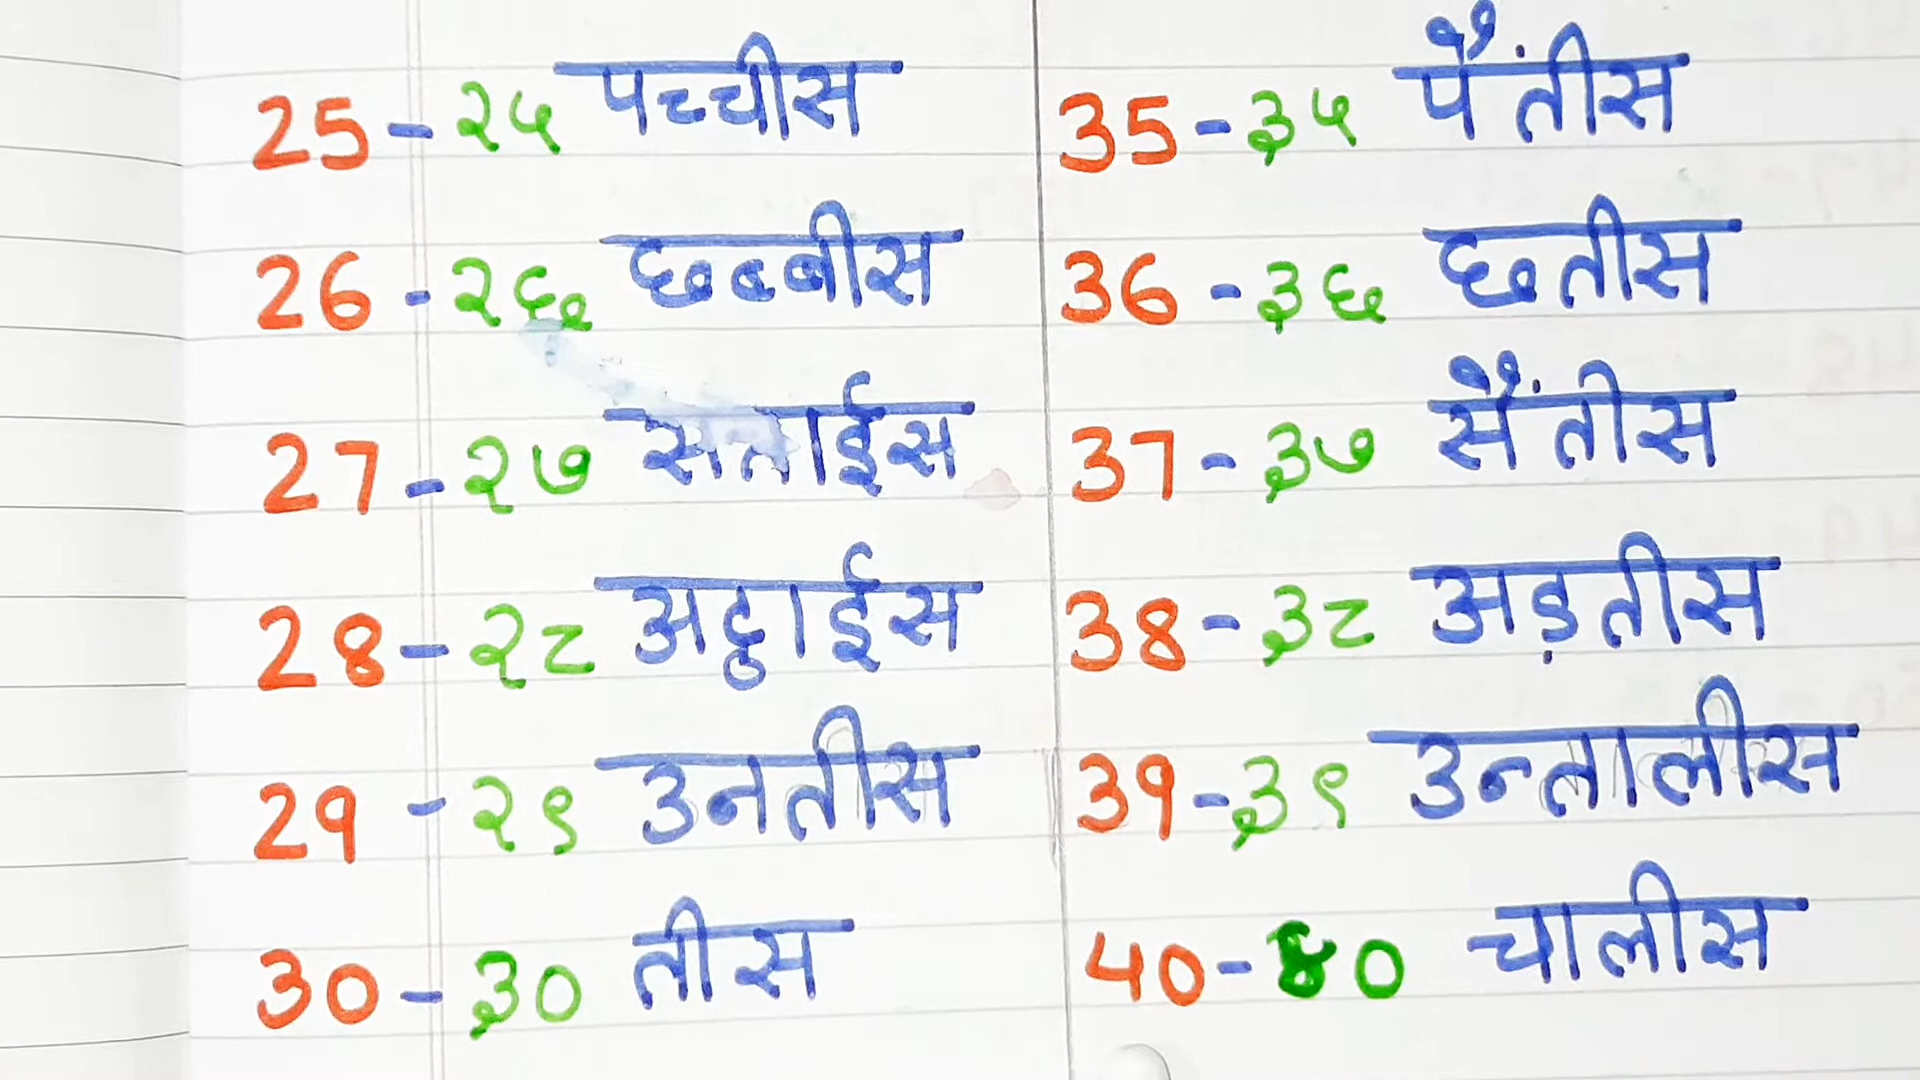 25 - २५ पच्चीस
26 - २६ छब्बीस
27 - २७ सताईस
28 - २८ अट्ठाईस
29 - २९ उनतीस
30 - ३० तीस
35 - ३५ पैंतीस
36 - ३६ छतीस
37 - ३७ सैंतीस
38 - ३८ अड़तीस
39 - ३९ उन्तालीस
40 - ४० चालीस